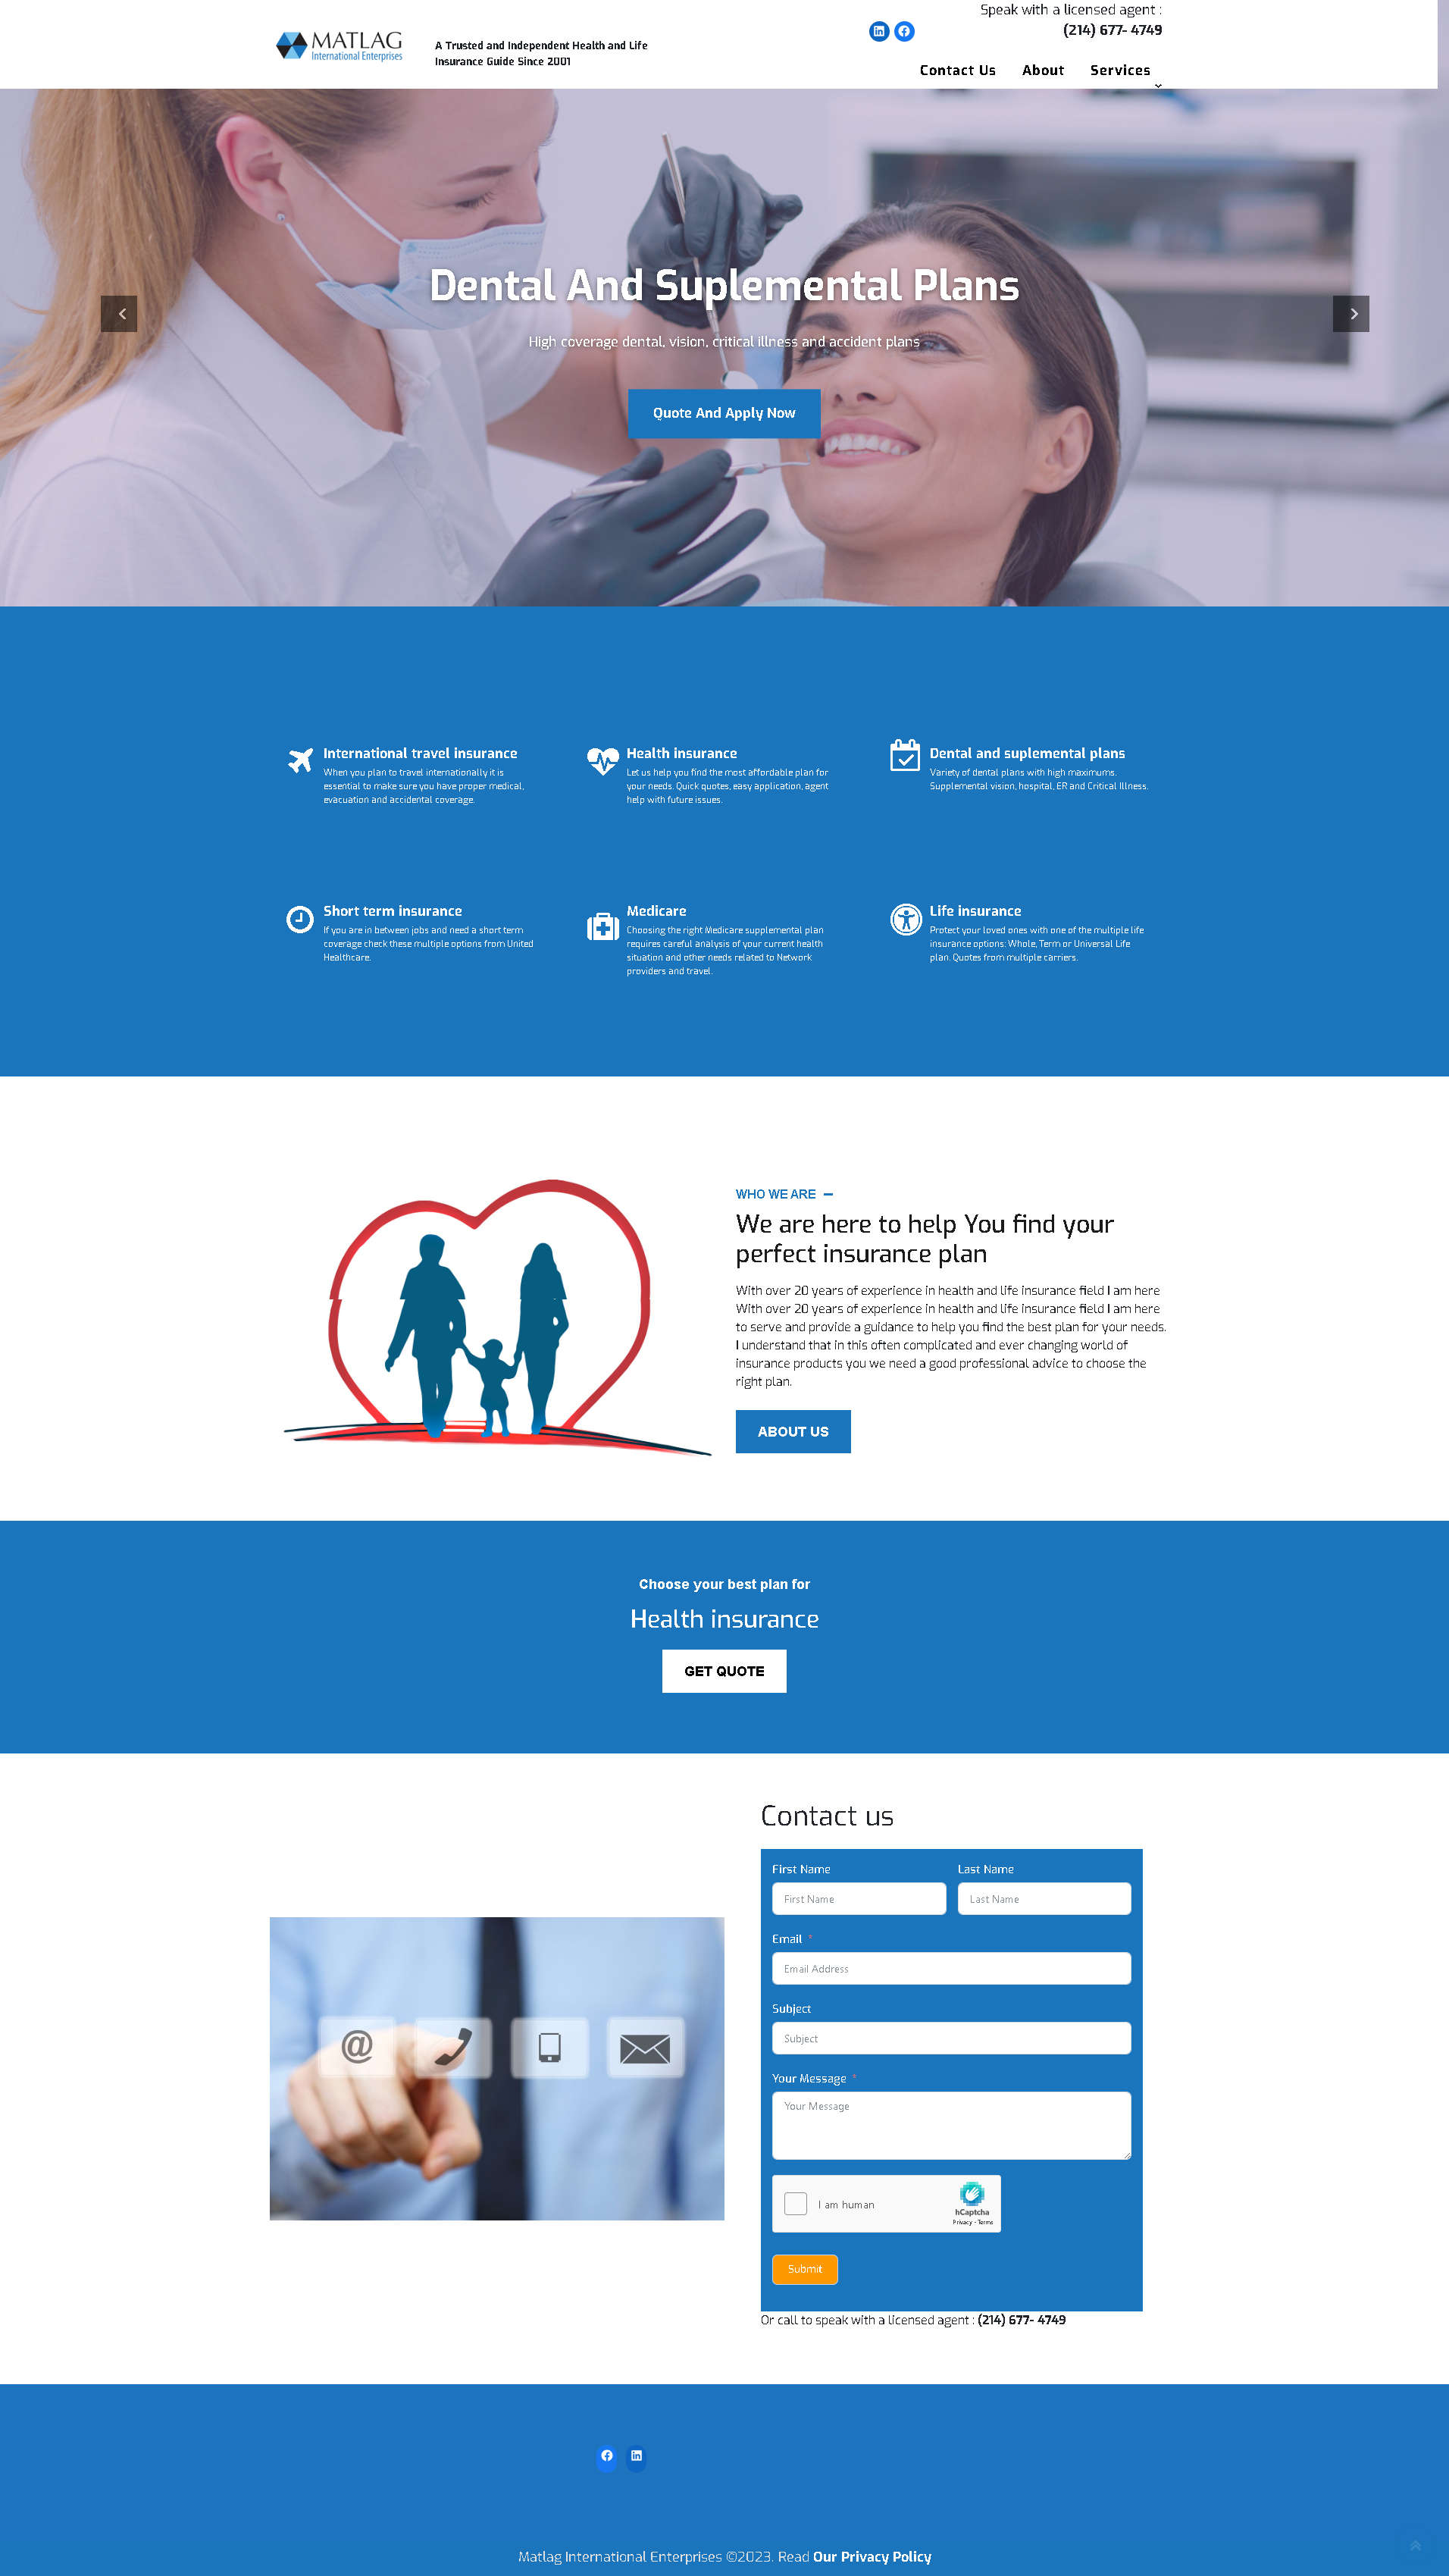 Speak with a licensed agent :
(214) 677- 4749
MATLAG
International Enterprises
A Trusted and Independent Health and Life
Insurance Guide Since 2001
Contact Us About Services
Dental And Suplemental Plans
High coverage dental, vision, critical illness and accident plans
Quote And Apply Now
International travel insurance
When you plan to travel internationally it is
essential to make sure you have proper medical,
evacuation and accidental coverage.
Health insurance
Let us help you find the most affordable plan for
your needs. Quick quotes, easy application, agent
help with future issues.
Dental and suplemental plans
Variety of dental plans with high maximums.
Supplemental vision, hospital, ER and Critical Illness.
Short term insurance
If you are in between jobs and need a short term
coverage check these multiple options from United
Healthcare.
Medicare
Choosing the right Medicare supplemental plan
requires careful analysis of your current health
situation and other needs related to Network
providers and travel.
Life insurance
Protect your loved ones with one of the multiple life
insurance options: Whole, Term or Universal Life
plan. Quotes from multiple carriers.
WHO WE ARE
We are here to help You find your
perfect insurance plan
With over 20 years of experience in health and life insurance field I am here
With over 20 years of experience in health and life insurance field I am here
to serve and provide a guidance to help you find the best plan for your needs.
I understand that in this often complicated and ever changing world of
insurance products you we need a good professional advice to choose the
right plan.
ABOUT US
Choose your best plan for
Health insurance
GET QUOTE
Contact us
First Name Last Name
First Name Last Name
Email *
Email Address
Subject
Subject
Your Message *
Your Message
I am human
hCaptcha
Privacy - Terms
Submit
Or call to speak with a licensed agent : (214) 677- 4749
Matlag International Enterprises ©2023. Read Our Privacy Policy